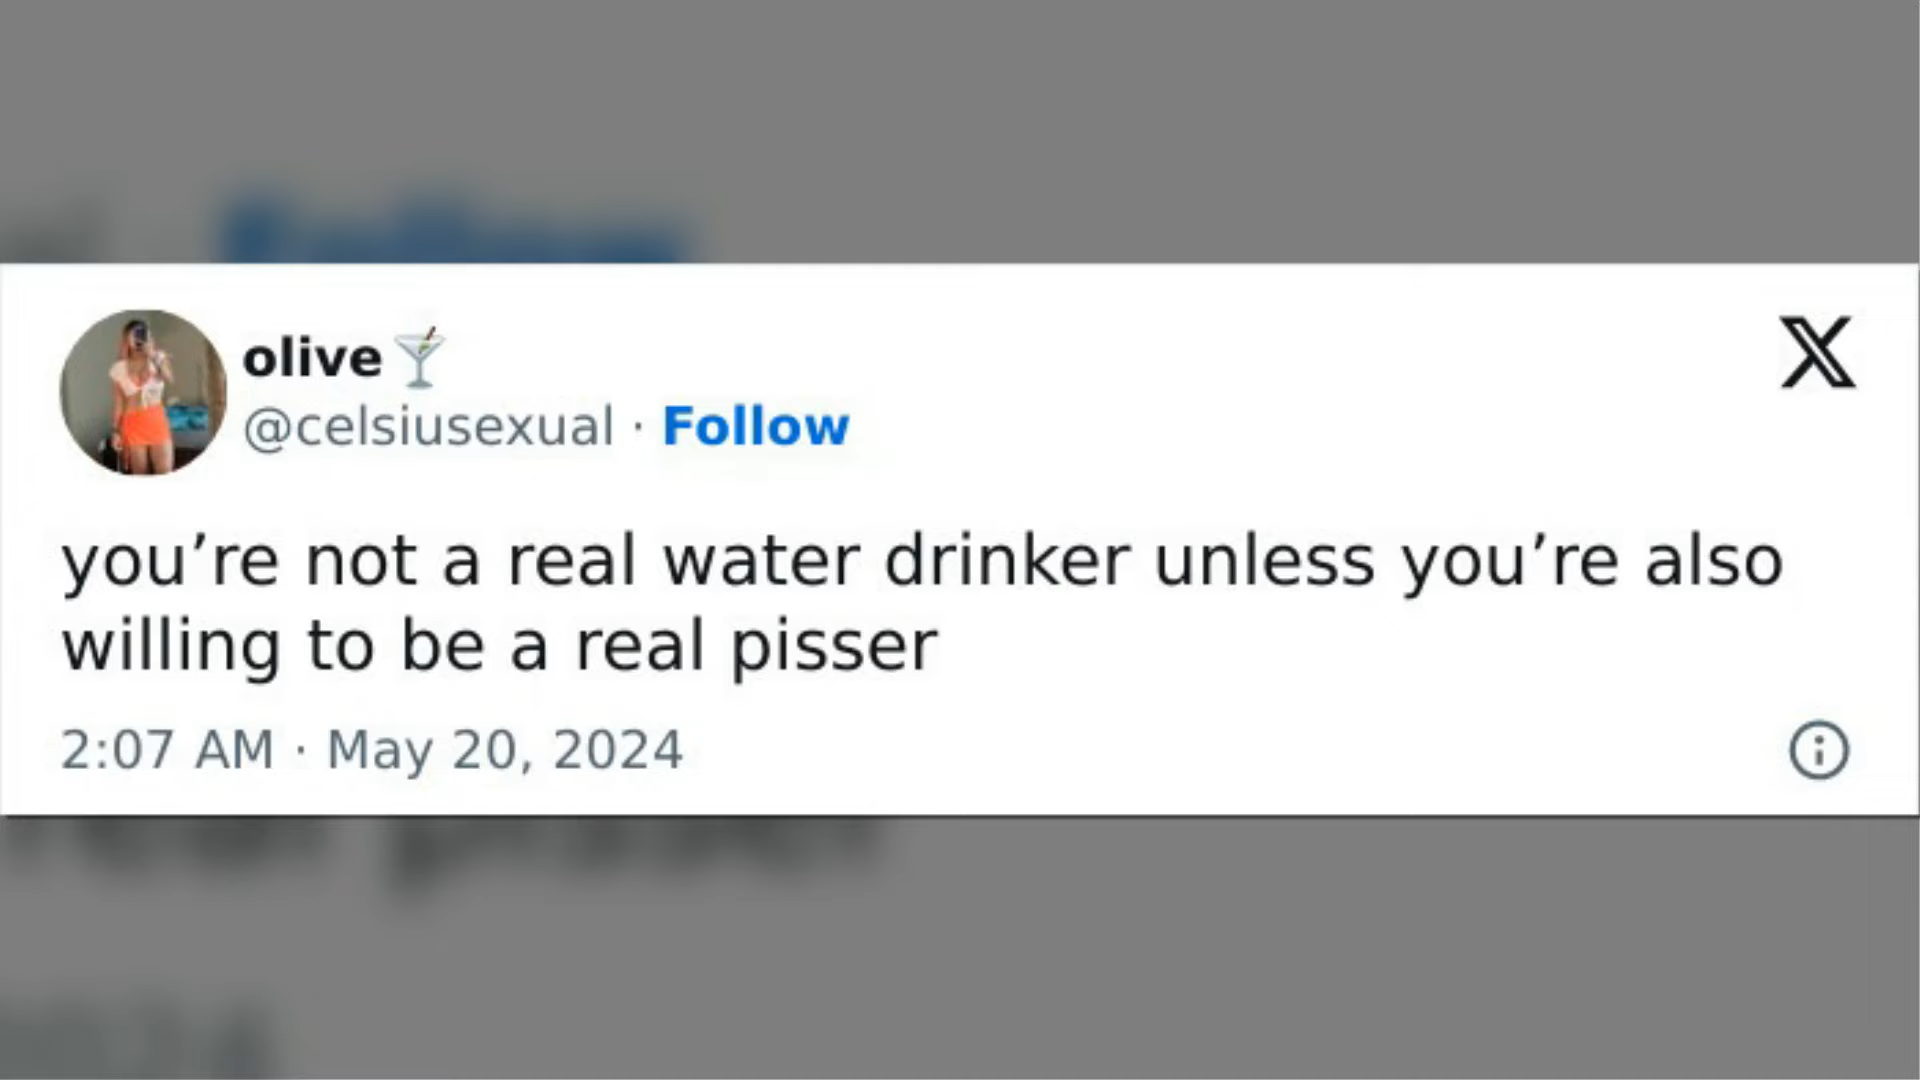 olive🍸
@celsiusexual · Follow
you’re not a real water drinker unless you’re also
willing to be a real pisser
2:07 AM · May 20, 2024